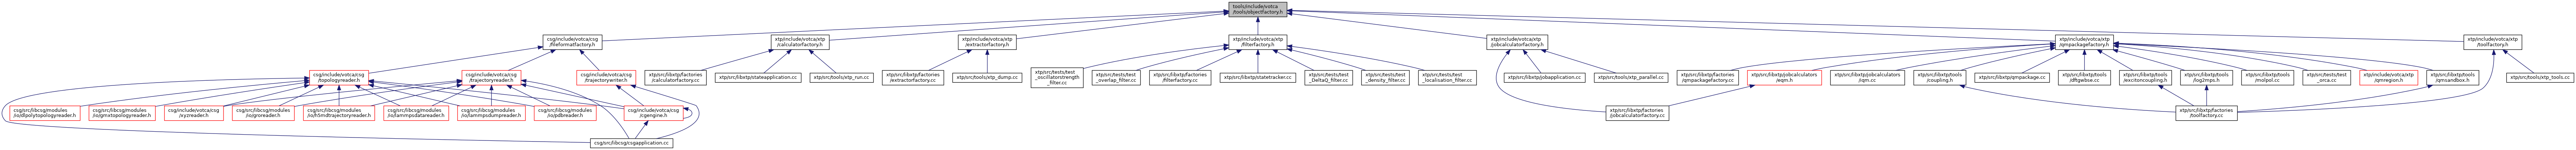 tools/include/votca
/tools/objectfactory.h
csg/include/votca/csg
/fileformatfactory.h
xtp/include/votca/xtp
/calculatorfactory.h
xtp/include/votca/xtp
/extractorfactory.h
xtp/include/votca/xtp
/filterfactory.h
xtp/include/votca/xtp
/jobcalculatorfactory.h
xtp/include/votca/xtp
/qmpackagefactory.h
xtp/include/votca/xtp
/toolfactory.h
csg/include/votca/csg
/topologyreader.h
csg/include/votca/csg
/trajectoryreader.h
csg/include/votca/csg
/trajectorywriter.h
xtp/src/libxtp/factories
/calculatorfactory.cc
xtp/src/libxtp/stateapplication.cc
xtp/src/tools/xtp_run.cc
xtp/src/libxtp/factories
/extractorfactory.cc
xtp/src/tools/xtp_dump.cc
xtp/src/tests/test
_oscillatorstrength
_filter.cc
xtp/src/tests/test
_overlap_filter.cc
xtp/src/libxtp/factories
/filterfactory.cc
xtp/src/libxtp/statetracker.cc
xtp/src/tests/test
_DeltaQ_filter.cc
xtp/src/tests/test
_density_filter.cc
xtp/src/tests/test
_localisation_filter.cc
xtp/src/libxtp/jobapplication.cc
xtp/src/tools/xtp_parallel.cc
xtp/src/libxtp/factories
/qmpackagefactory.cc
xtp/src/libxtp/jobcalculators
/eqm.h
xtp/src/libxtp/jobcalculators
/iqm.cc
xtp/src/libxtp/tools
/coupling.h
xtp/src/libxtp/qmpackage.cc
xtp/src/libxtp/tools
/dftgwbse.cc
xtp/src/libxtp/tools
/excitoncoupling.h
xtp/src/libxtp/tools
/log2mps.h
xtp/src/libxtp/tools
/molpol.cc
xtp/src/tests/test
_orca.cc
xtp/include/votca/xtp
/qmregion.h
xtp/src/libxtp/tools
/qmsandbox.h
xtp/src/tools/xtp_tools.cc
csg/src/libcsg/modules
/io/dlpolytopologyreader.h
csg/src/libcsg/modules
/io/gmxtopologyreader.h
csg/include/votca/csg
/xyzreader.h
csg/src/libcsg/modules
/io/groreader.h
csg/src/libcsg/modules
/io/h5mdtrajectoryreader.h
csg/src/libcsg/modules
/io/lammpsdatareader.h
csg/src/libcsg/modules
/io/lammpsdumpreader.h
csg/src/libcsg/modules
/io/pdbreader.h
csg/include/votca/csg
/cgengine.h
xtp/src/libxtp/factories
/jobcalculatorfactory.cc
xtp/src/libxtp/factories
/toolfactory.cc
csg/src/libcsg/csgapplication.cc